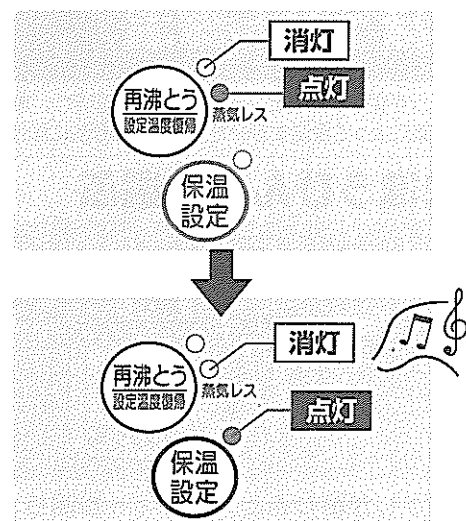 消灯
点灯
再沸とう
設定温度復帰
蒸気レス
保温
設定
消灯
再沸とう
設定温度復帰
蒸気レス
点灯
保温
設定